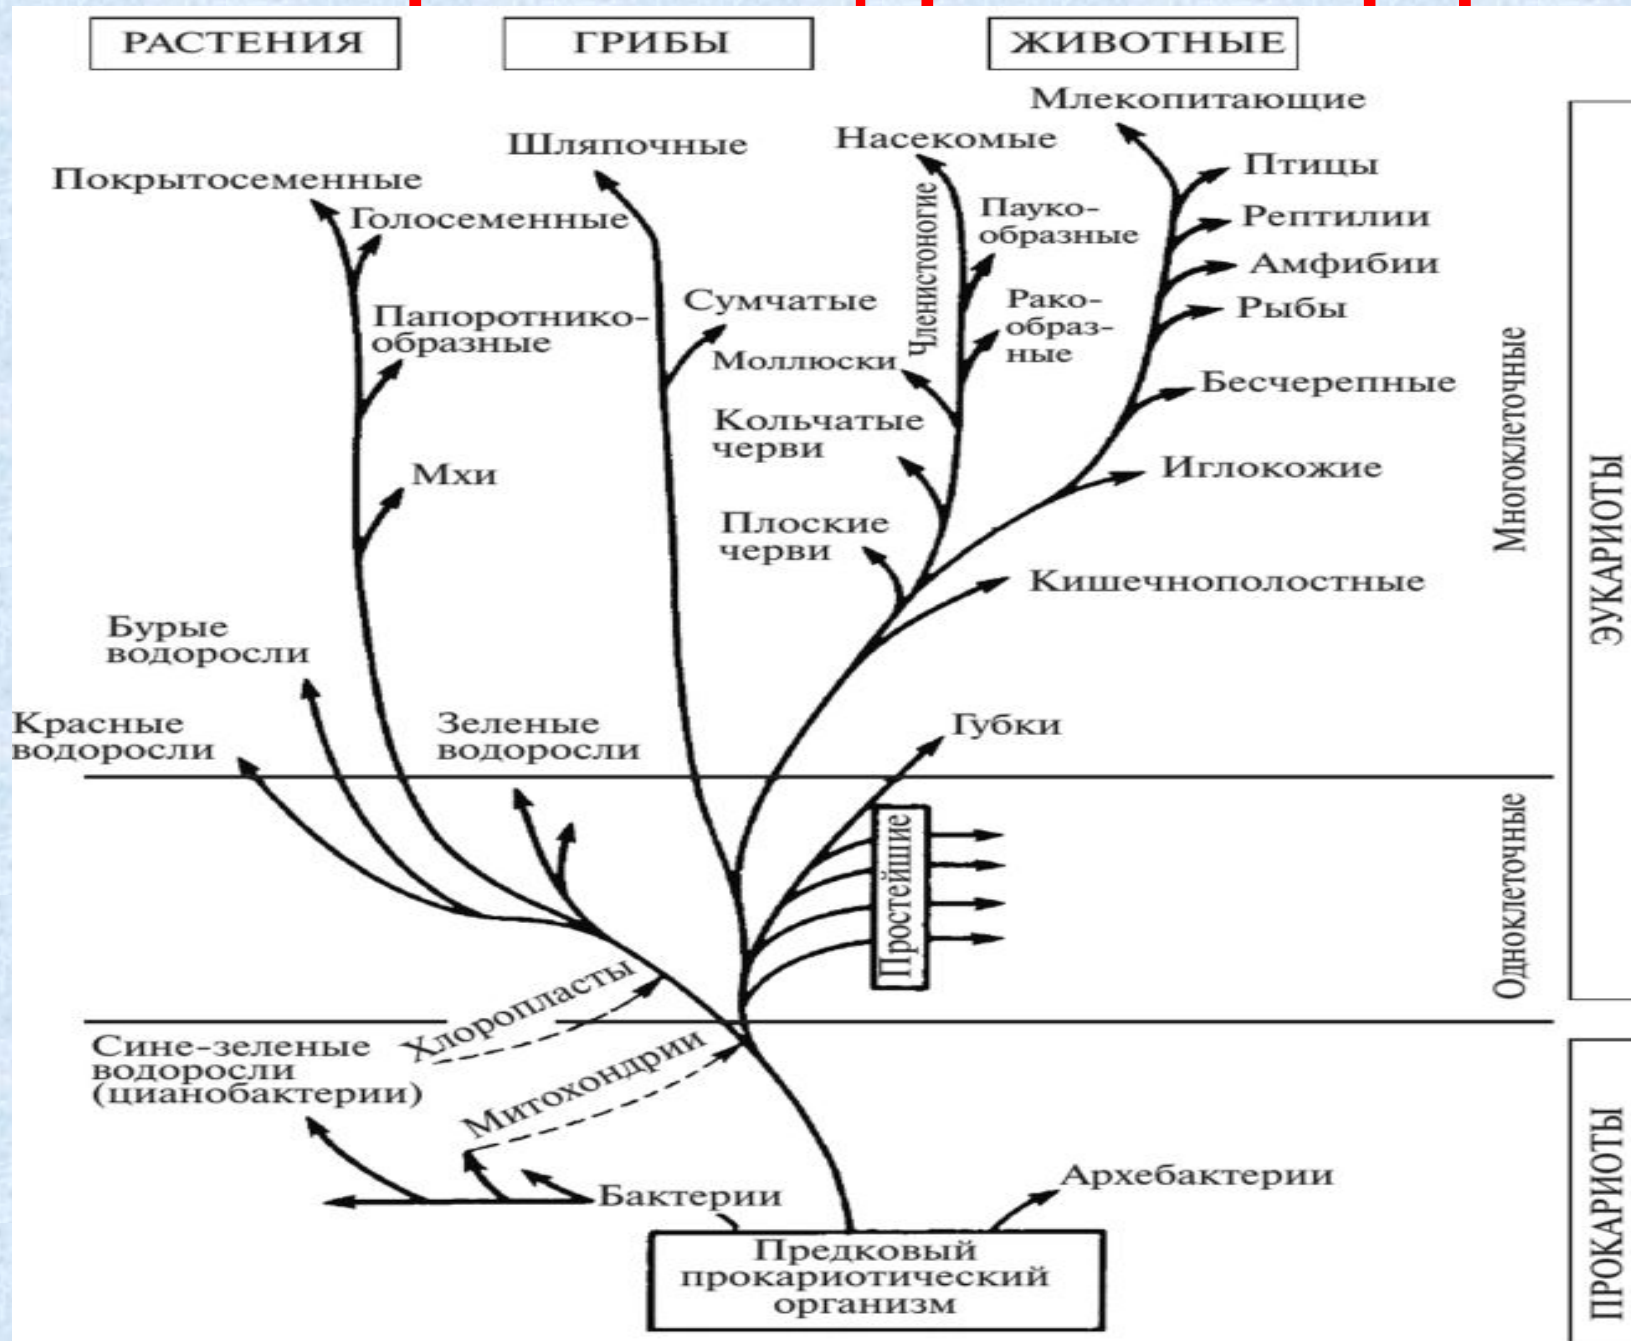 РАСТЕНИЯ
ГРИБЫ
ЖИВОТНЫЕ
Млекопитающие
Шляпочные
Насекомые
Птицы
Покрытосеменные
Голосеменные
Членистоногие
Пауко-
образные
Рептилии
Амфибии
Папоротнико-
образные
Сумчатые
Рако-
образ-
ные
Рыбы
Моллюски
Бесчерепные
Кольчатые
черви
Мхи
Иглокожие
Плоские
черви
Кишечнополостные
Многоклеточные
ЭУКАРИОТЫ
Бурые
водоросли
Красные
водоросли
Зеленые
водоросли
Губки
Простейшие
Одноклеточные
Хлоропласты
Митохондрии
Сине-зеленые
водоросли
(цианобактерии)
Бактерии
Архебактерии
ПРОКАРИОТЫ
Предковый
прокариотический
организм